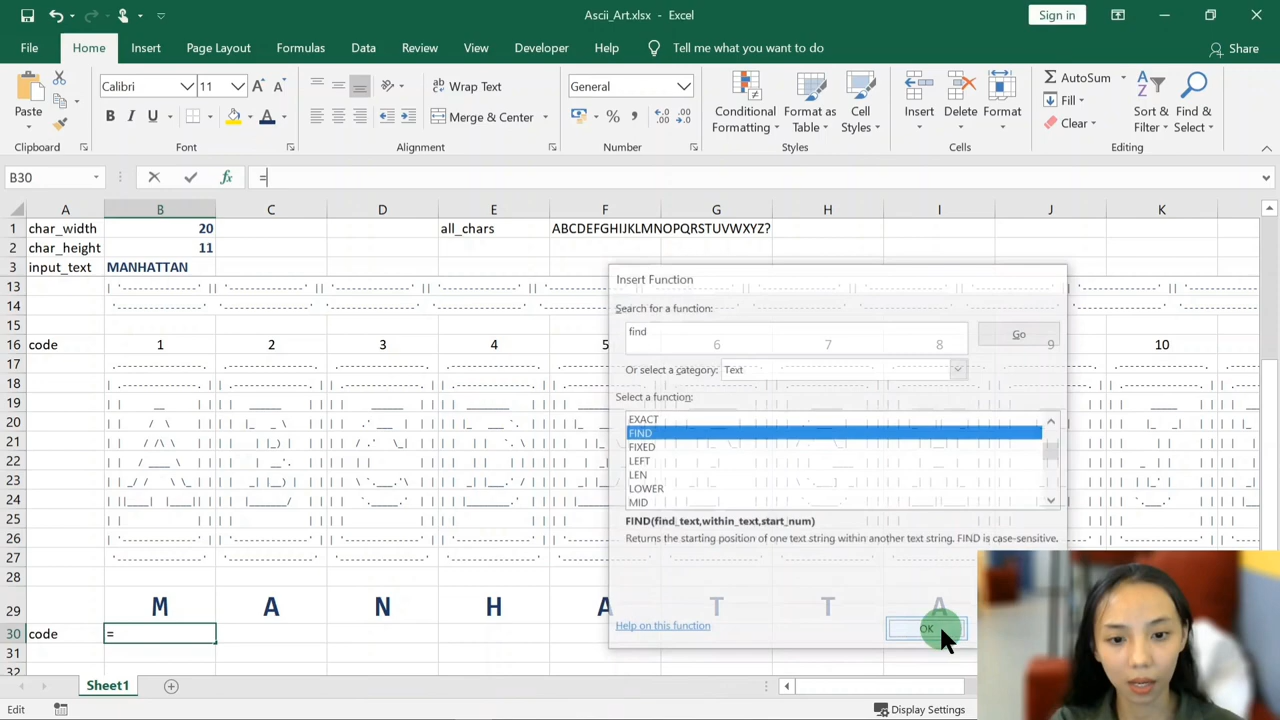 Ascii_Art.xlsx - Excel
Sign in
File Home Insert Page Layout Formulas Data Review View Developer Help Tell me what you want to do Share
Calibri 11 Wrap Text General AutoSum
Paste Merge & Center Conditional Formatting Format as Table Cell Styles Insert Delete Format Fill Clear Sort & Filter Find & Select
Clipboard Font Alignment Number Styles Cells Editing
B30 fx =
A B C D E F G H I J K
1 char_width 20 all_chars ABCDEFGHIJKLMNOPQRSTUVWXYZ?
2 char_height 11
3 input_text MANHATTAN
13
14
15
16 code 1 2 3 4 5 6 7 8 9 10
17
18
19
20
21
22
23
24
25
26
27
28
29 M A N H A T T A
30 code =
31
32
Insert Function
Search for a function:
find
Go
Or select a category: Text
Select a function:
EXACT
FIND
FIXED
LEFT
LEN
LOWER
MID
FIND(find_text,within_text,start_num)
Returns the starting position of one text string within another text string. FIND is case-sensitive.
Help on this function OK
Sheet1
Edit Display Settings